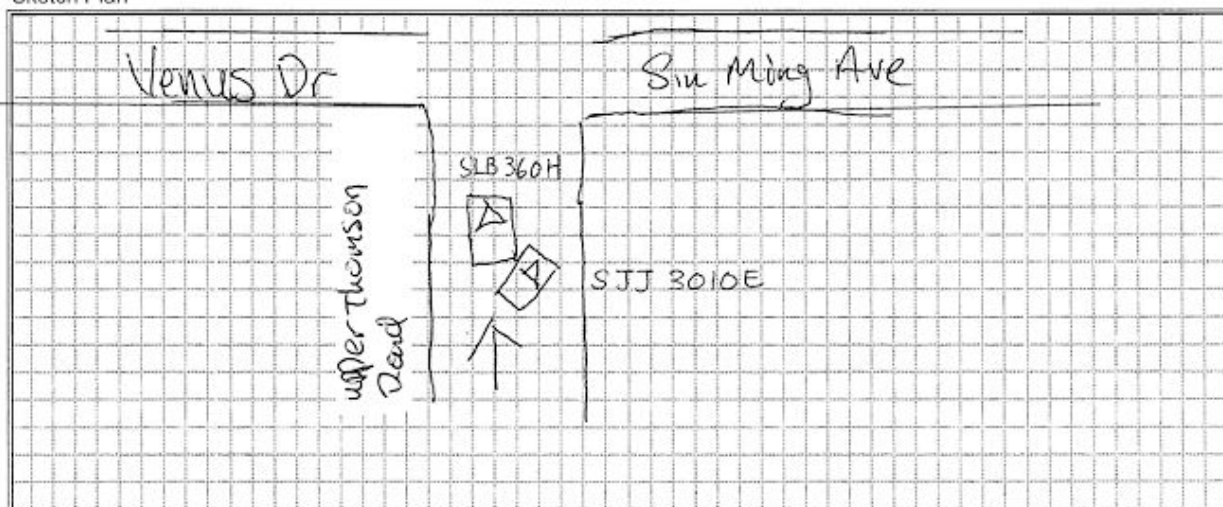 Sketch Plan
Venus Dr
Sin Ming Ave
SLB 360H
SJJ 3010E
upper Thomson
Road